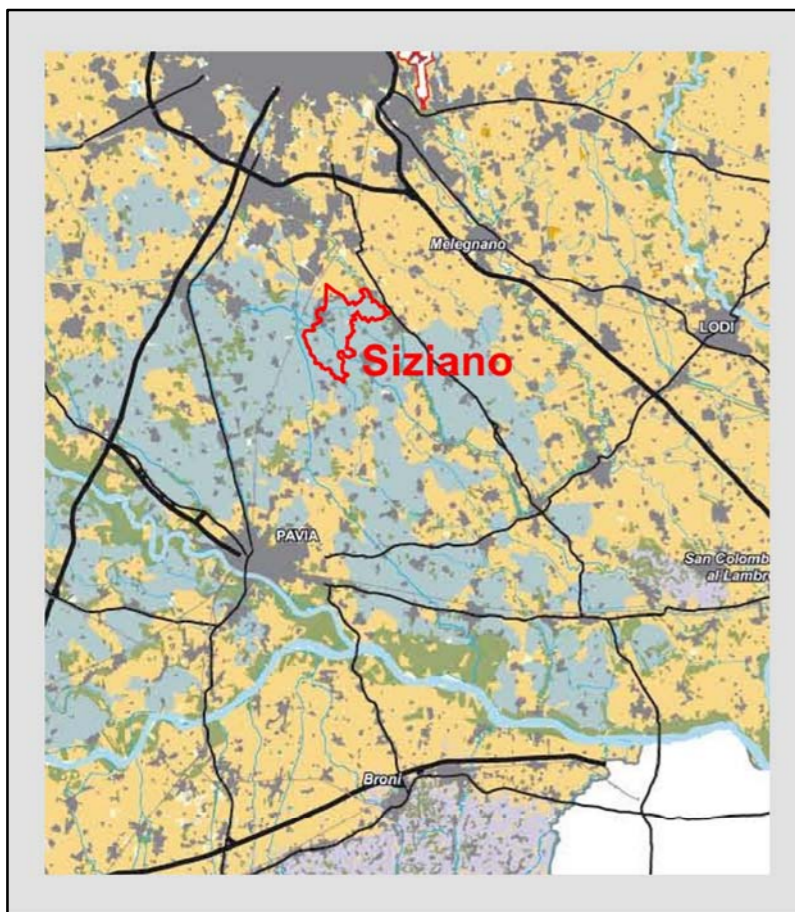 Melegnano
LODI
Siziano
PAVIA
San Colomb
al Lambro
Broni